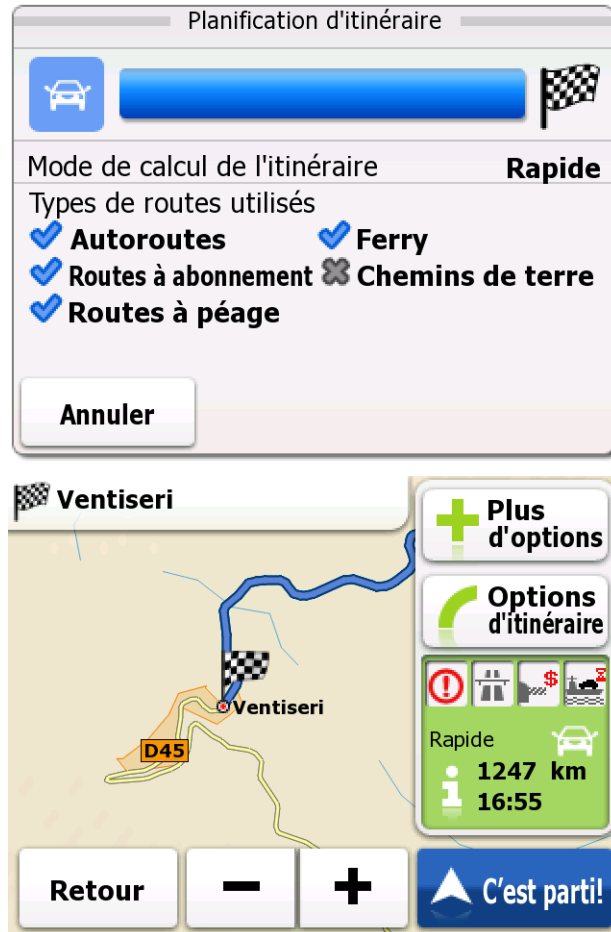 Planification d'itinéraire
Mode de calcul de l'itinéraire Rapide
Types de routes utilisés
Autoroutes Ferry
Routes à abonnement Chemins de terre
Routes à péage
Annuler
Ventiseri
Plus
d'options
Options
d'itinéraire
Ventiseri
D45
$
Rapide
1247 km
16:55
Retour
C'est parti!